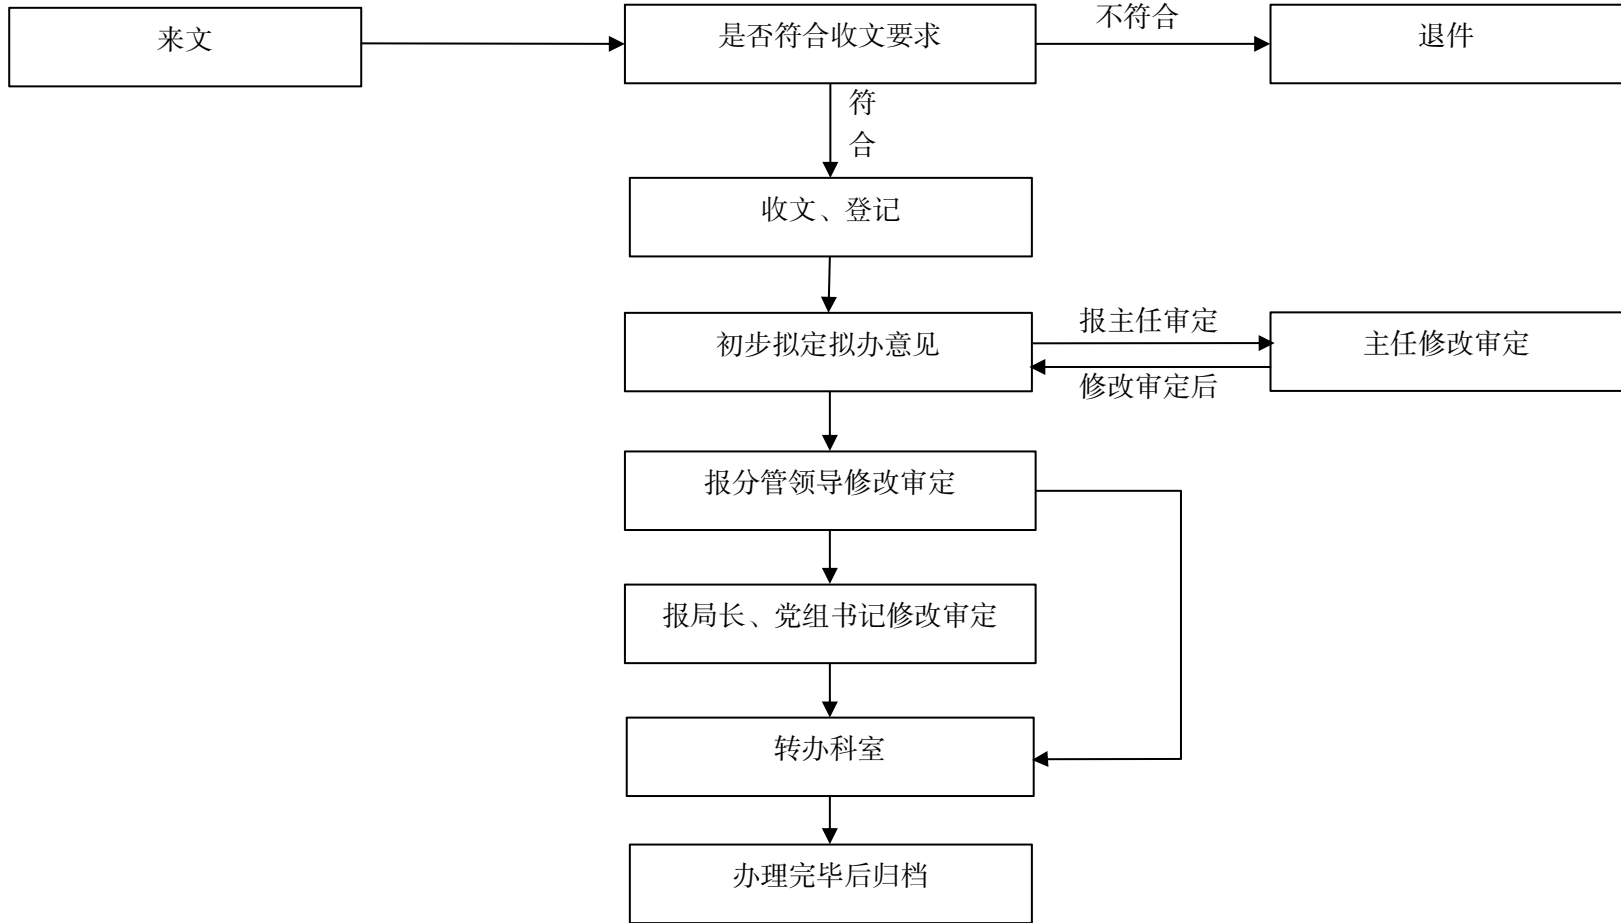 来文
是否符合收文要求
不符合
退件
符
合
收文、登记
初步拟定拟办意见
报主任审定
主任修改审定
修改审定后
报分管领导修改审定
报局长、党组书记修改审定
转办科室
办理完毕后归档